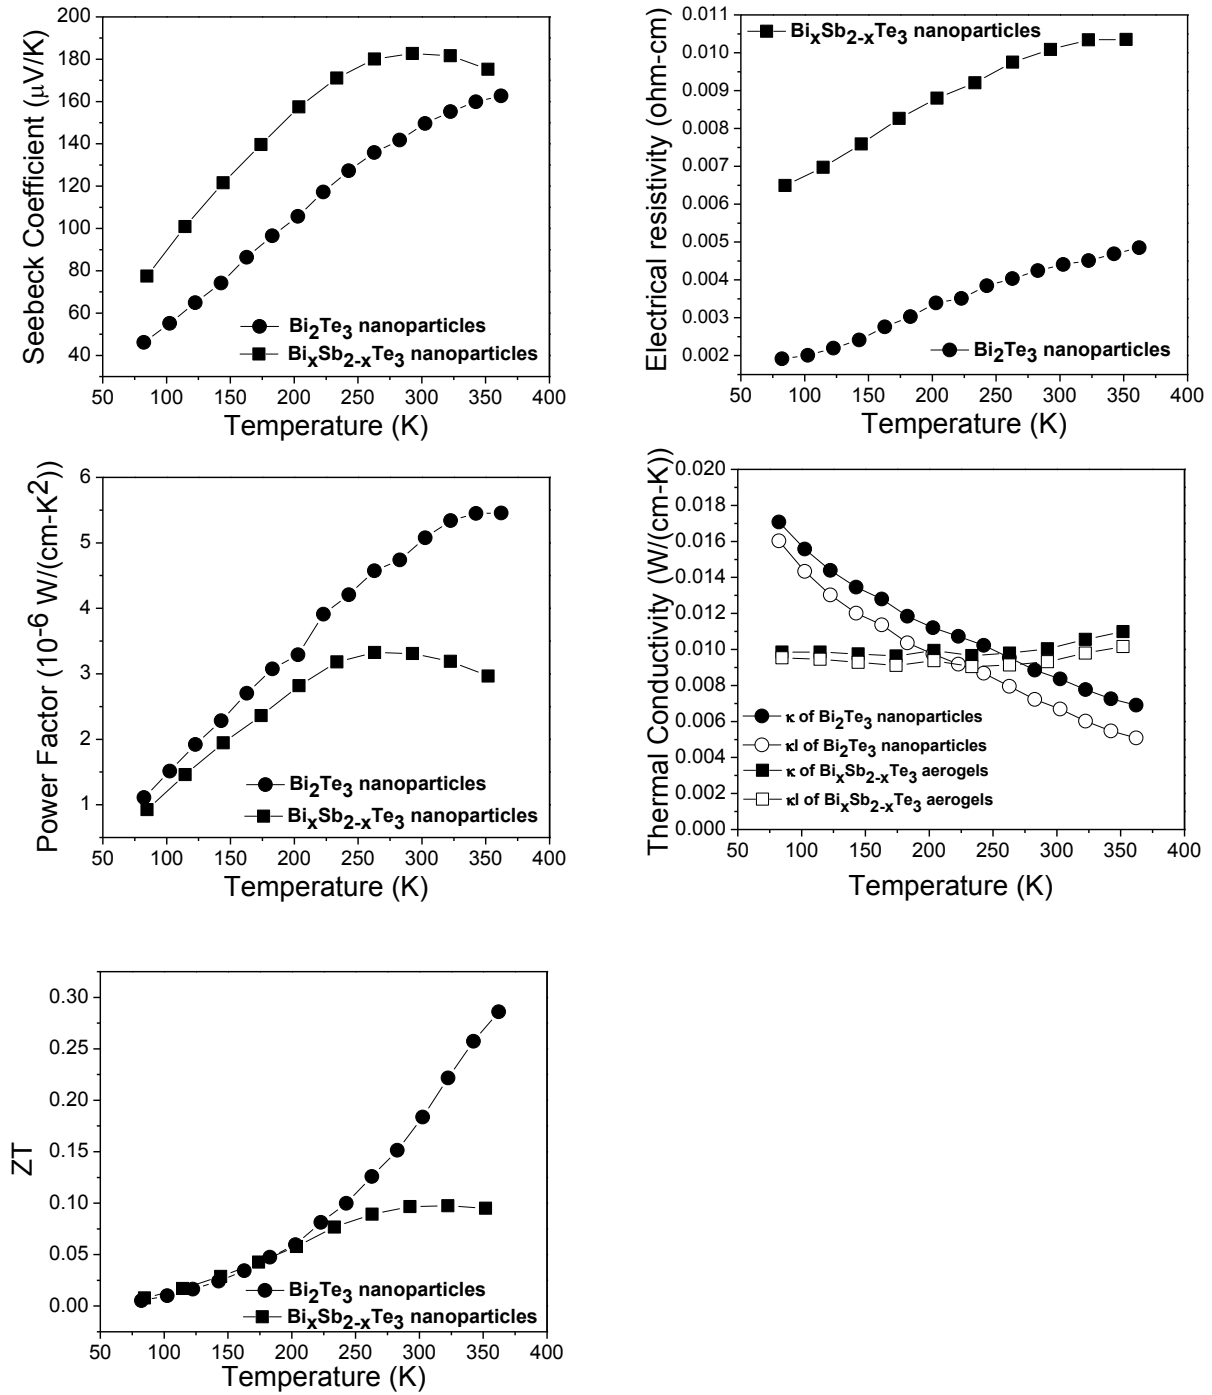 Seebeck Coefficient (μV/K)
200
180
160
140
120
100
80
60
40
Bi2Te3 nanoparticles
BixSb2-xTe3 nanoparticles
50 100 150 200 250 300 350 400
Temperature (K)
Electrical resistivity (ohm-cm)
0.011
0.010
0.009
0.008
0.007
0.006
0.005
0.004
0.003
0.002
BixSb2-xTe3 nanoparticles
Bi2Te3 nanoparticles
50 100 150 200 250 300 350 400
Temperature (K)
Power Factor (10-6 W/(cm-K2))
6
5
4
3
2
1
Bi2Te3 nanoparticles
BixSb2-xTe3 nanoparticles
50 100 150 200 250 300 350 400
Temperature (K)
Thermal Conductivity (W/(cm-K))
0.020
0.018
0.016
0.014
0.012
0.010
0.008
0.006
0.004
0.002
0.000
κ of Bi2Te3 nanoparticles
κl of Bi2Te3 nanoparticles
κ of BixSb2-xTe3 aerogels
κl of BixSb2-xTe3 aerogels
50 100 150 200 250 300 350 400
Temperature (K)
ZT
0.30
0.25
0.20
0.15
0.10
0.05
0.00
Bi2Te3 nanoparticles
BixSb2-xTe3 nanoparticles
50 100 150 200 250 300 350 400
Temperature (K)